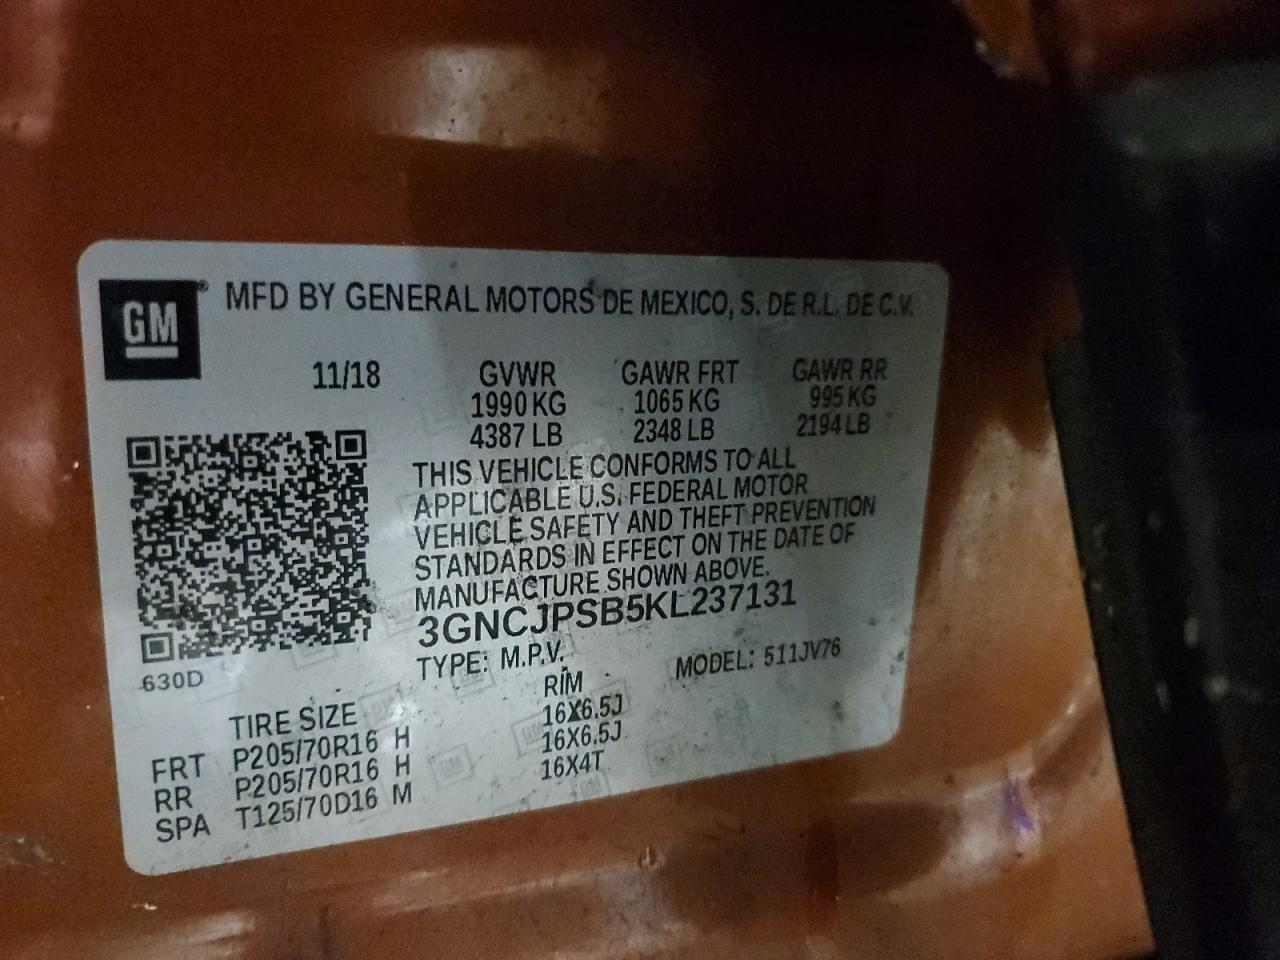 GM® MFD BY GENERAL MOTORS DE MEXICO, S. DE R.L. DE C.V.
11/18 GVWR GAWR FRT GAWR RR
1990 KG 1065 KG 995 KG
4387 LB 2348 LB 2194 LB
THIS VEHICLE CONFORMS TO ALL
APPLICABLE U.S. FEDERAL MOTOR
VEHICLE SAFETY AND THEFT PREVENTION
STANDARDS IN EFFECT ON THE DATE OF
MANUFACTURE SHOWN ABOVE.
3GNCJPSB5KL237131
TYPE: M.P.V. MODEL: 511JV76
630D
TIRE SIZE RIM
FRT P205/70R16 H 16X6.5J
RR P205/70R16 H 16X6.5J
SPA T125/70D16 M 16X4T